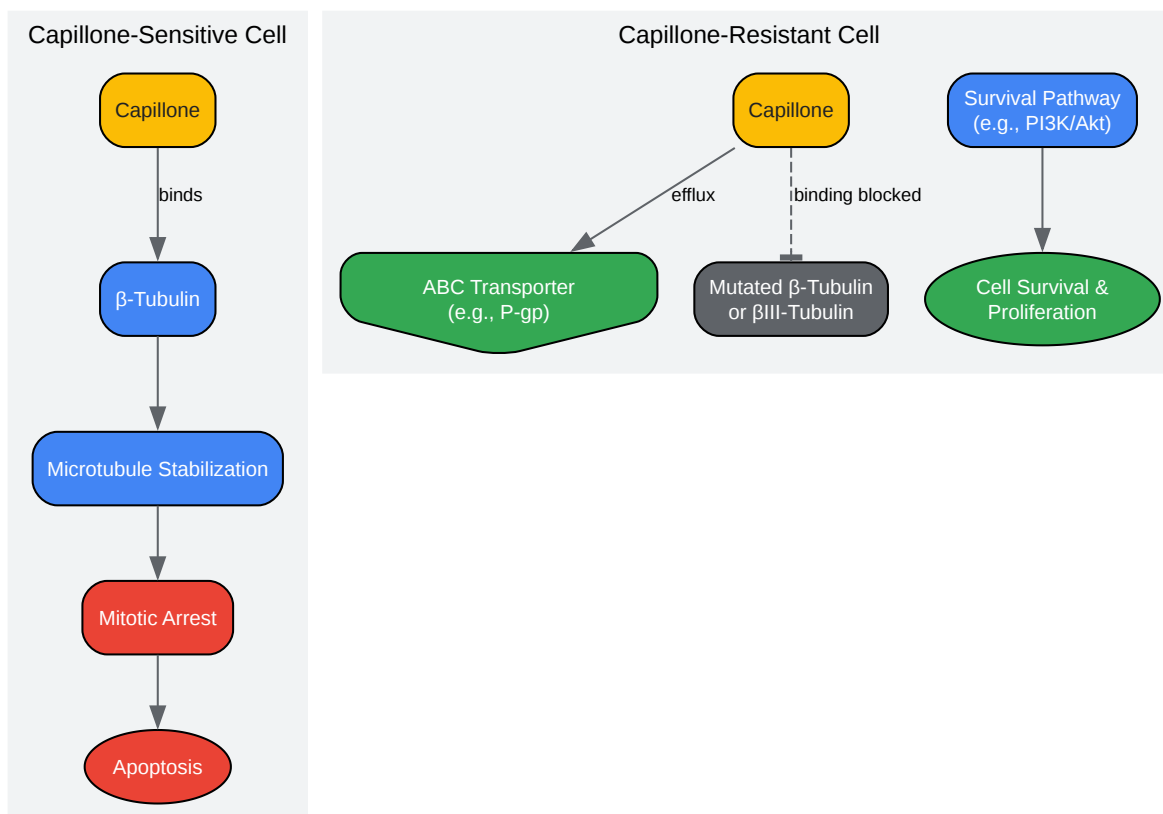 Capillone-Sensitive Cell
Capillone
binds
β-Tubulin
Microtubule Stabilization
Mitotic Arrest
Apoptosis
Capillone-Resistant Cell
Capillone
Survival Pathway
(e.g., PI3K/Akt)
efflux
binding blocked
ABC Transporter
(e.g., P-gp)
Mutated β-Tubulin
or βIII-Tubulin
Cell Survival &
Proliferation